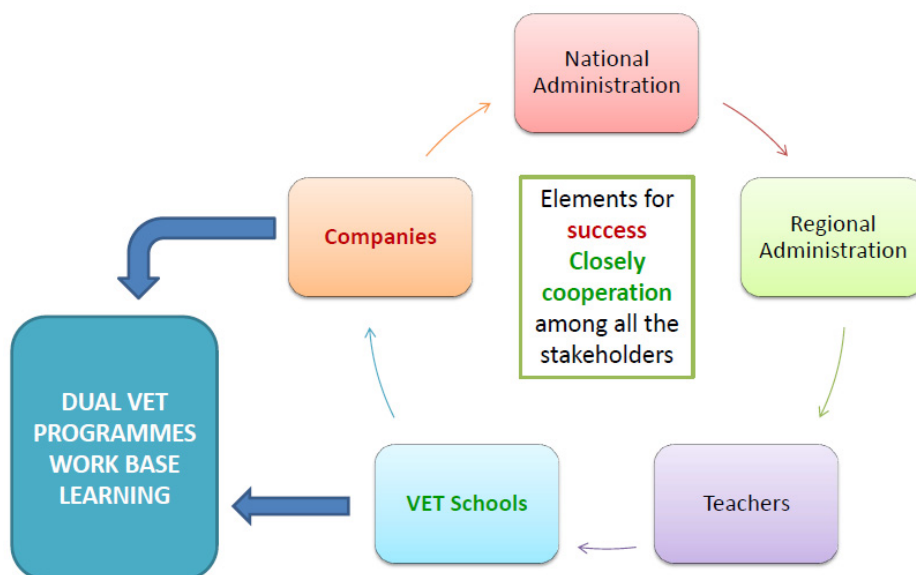 National
Administration
Companies
Elements for
success
Closely
cooperation
among all the
stakeholders
Regional
Administration
DUAL VET
PROGRAMMES
WORK BASE
LEARNING
VET Schools
Teachers